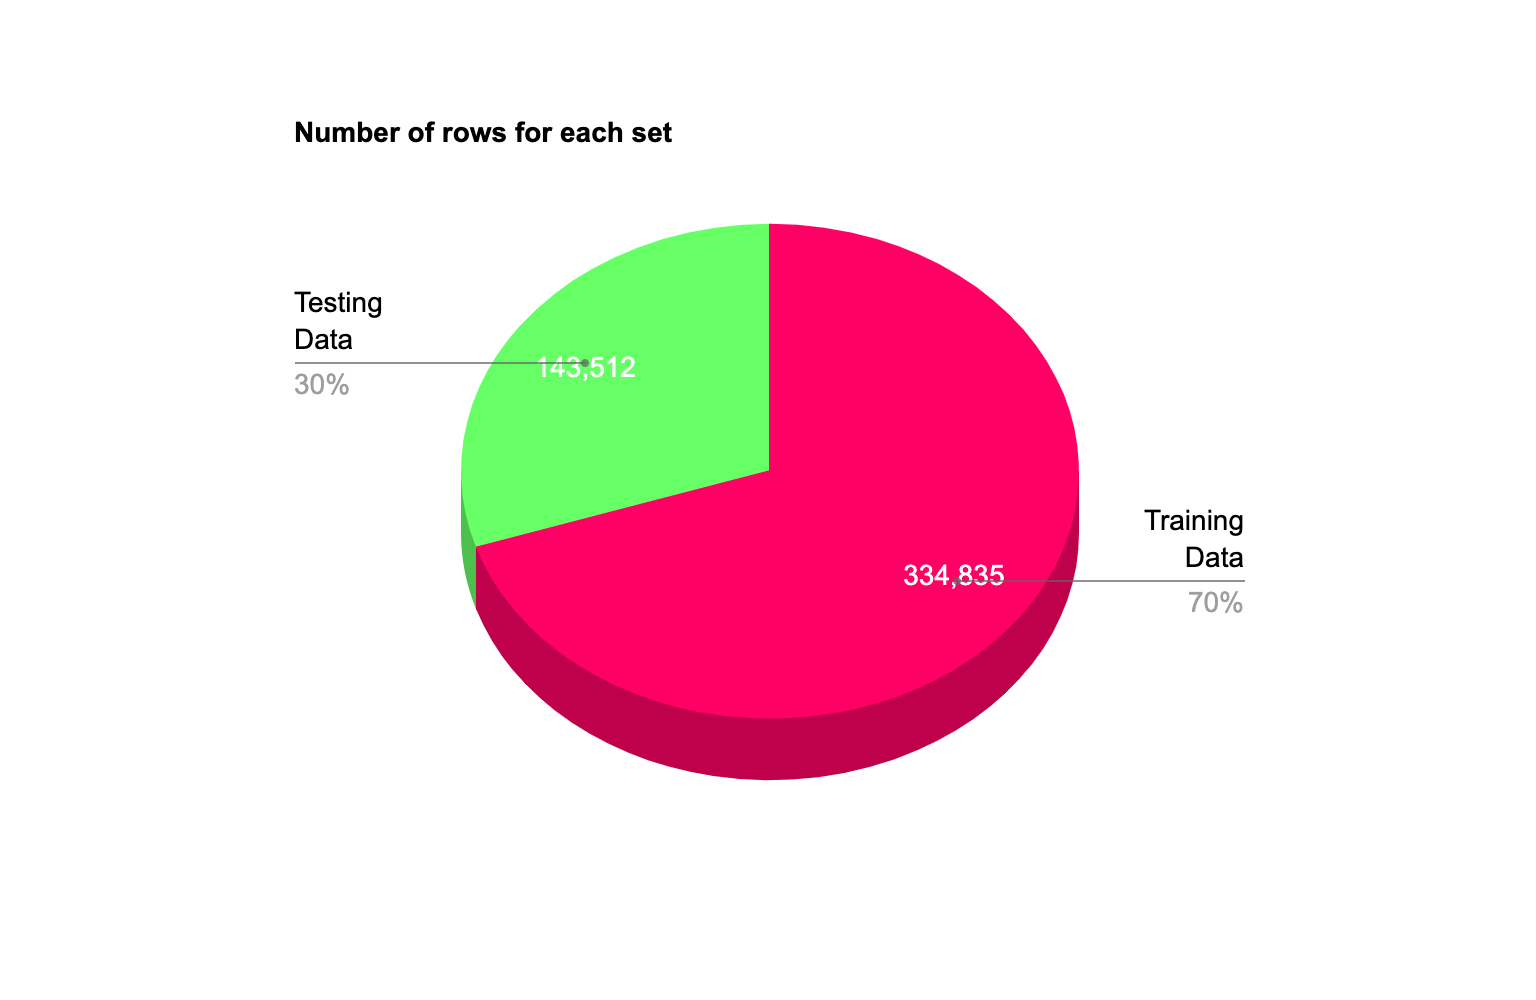 Number of rows for each set
Testing
Data
30%
143,512
334,835
Training
Data
70%